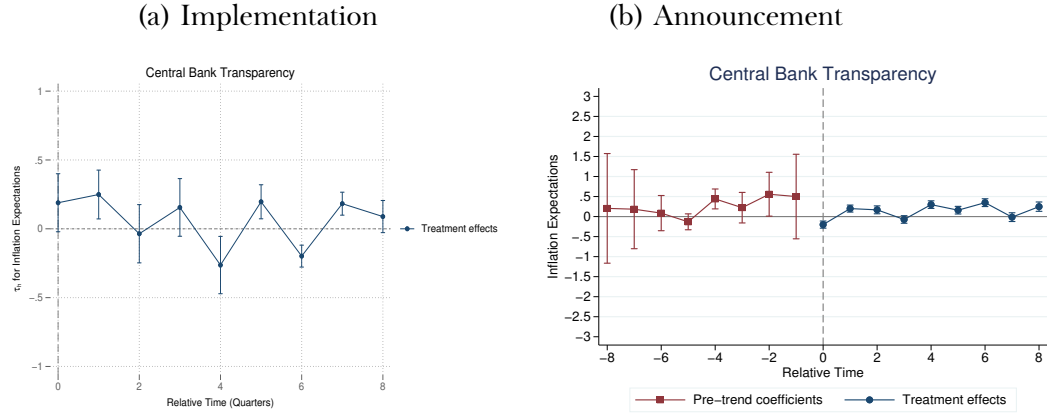 (a) Implementation
Central Bank Transparency
τₕ for Inflation Expectations
1
.5
0
-.5
-1
0 2 4 6 8
Relative Time (Quarters)
Treatment effects
(b) Announcement
Central Bank Transparency
Inflation Expectations
3
2.5
2
1.5
1
0.5
0
-0.5
-1
-1.5
-2
-2.5
-3
-8 -6 -4 -2 0 2 4 6 8
Relative Time
Pre-trend coefficients Treatment effects